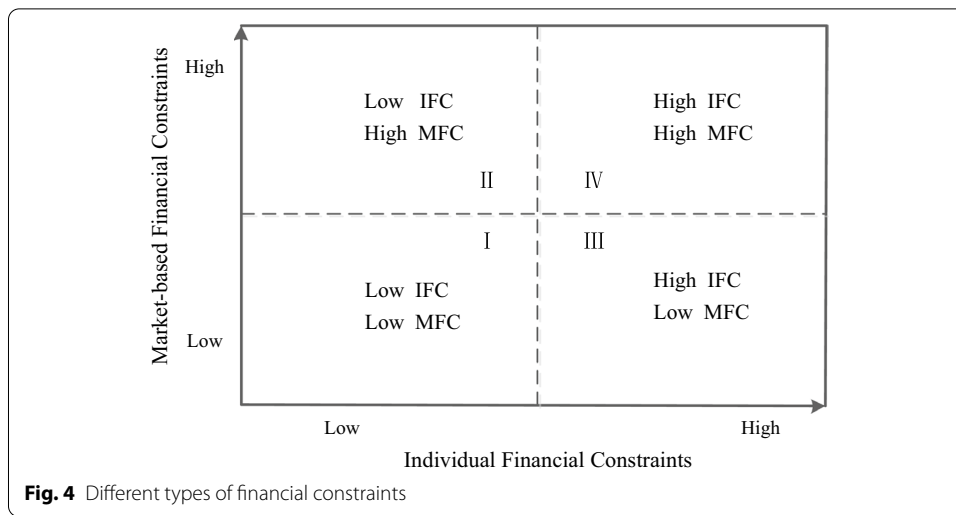 Market-based Financial Constraints
High
Low IFC
High MFC
High IFC
High MFC
II
IV
I
III
Low IFC
Low MFC
High IFC
Low MFC
Low
Low
High
Individual Financial Constraints
Fig. 4 Different types of financial constraints